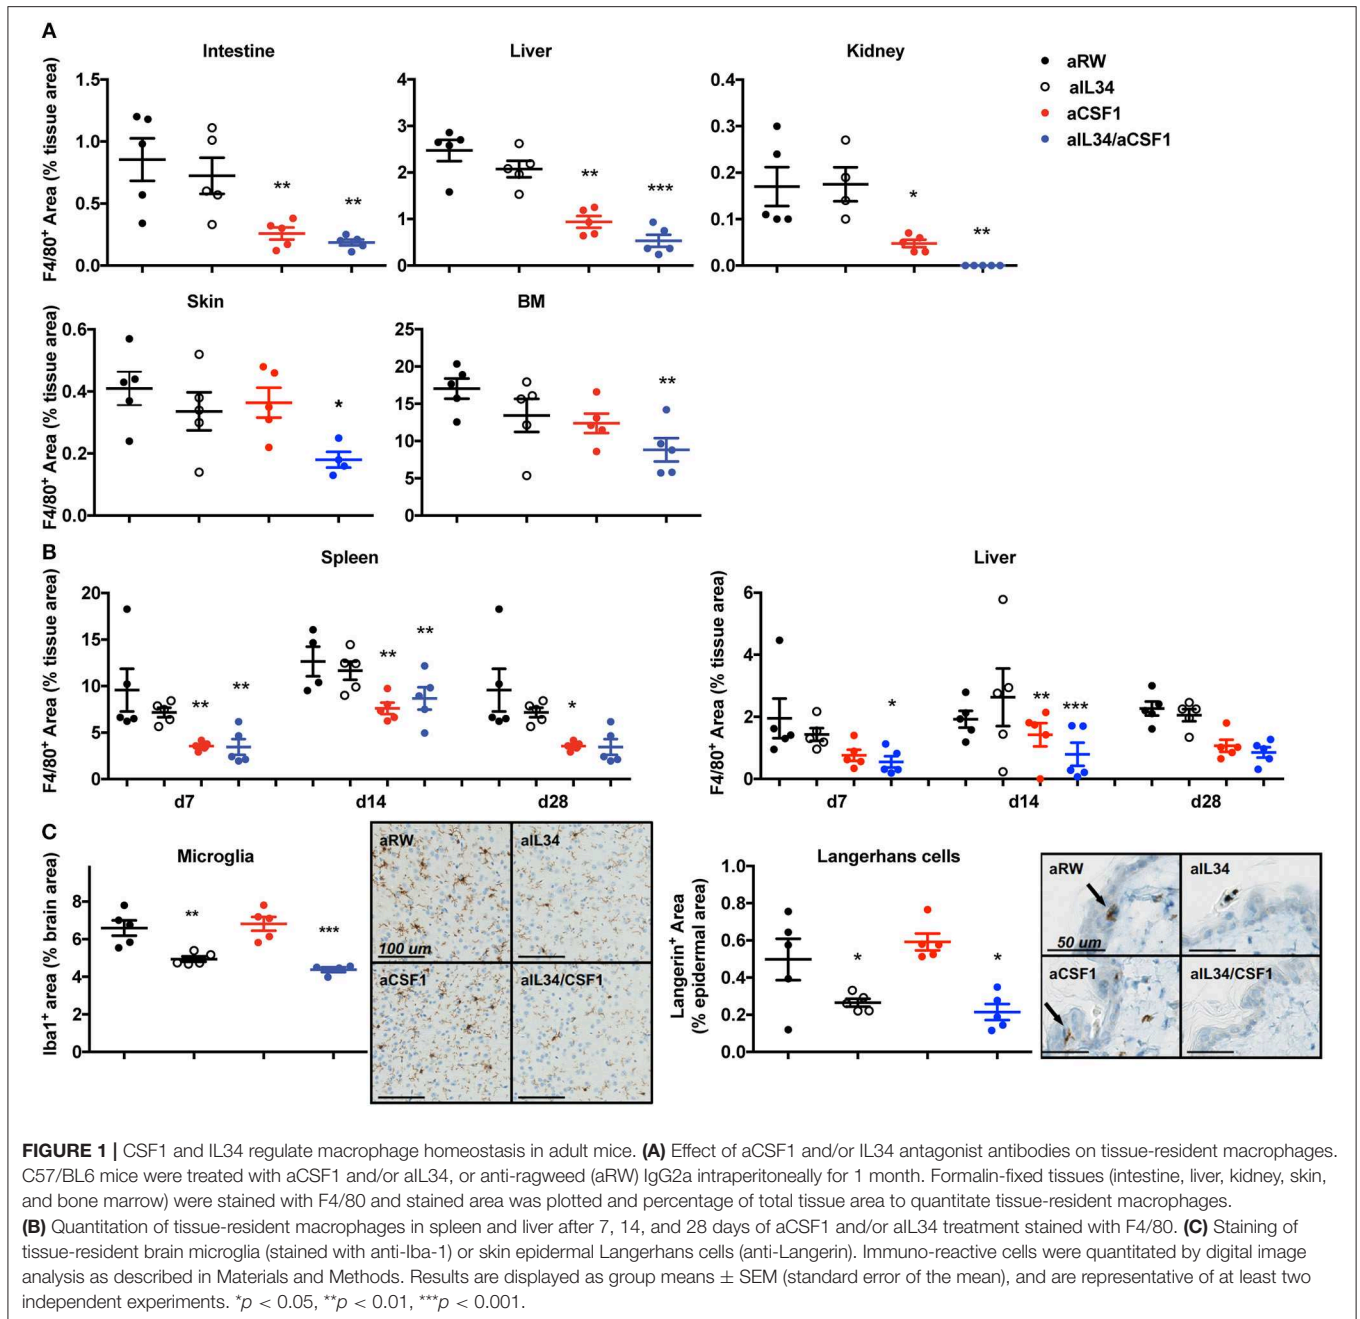 A
Intestine
Liver
Kidney
aRW
aIL34
aCSF1
aIL34/aCSF1
F4/80+ Area (% tissue area)
1.5
1.0
0.5
0.0
** **
4
3
2
1
0
** ***
0.4
0.3
0.2
0.1
0.0
* **
Skin
BM
F4/80+ Area (% tissue area)
0.6
0.4
0.2
0.0
*
25
20
15
10
5
0
**
B
Spleen
Liver
F4/80+ Area (% tissue area)
20
15
10
5
0
** ** ** ** *
d7 d14 d28
F4/80+ Area (% tissue area)
6
4
2
0
* ** ***
d7 d14 d28
C
Microglia
Iba1+ area (% brain area)
8
6
4
2
0
** ***
aRW
aIL34
100 um
aCSF1
aIL34/CSF1
Langerhans cells
Langerin+ Area
(% epidermal area)
1.0
0.8
0.6
0.4
0.2
0.0
* *
aRW
aIL34
50 um
aCSF1
aIL34/CSF1
FIGURE 1 | CSF1 and IL34 regulate macrophage homeostasis in adult mice. (A) Effect of aCSF1 and/or IL34 antagonist antibodies on tissue-resident macrophages.
C57/BL6 mice were treated with aCSF1 and/or aIL34, or anti-ragweed (aRW) IgG2a intraperitoneally for 1 month. Formalin-fixed tissues (intestine, liver, kidney, skin,
and bone marrow) were stained with F4/80 and stained area was plotted and percentage of total tissue area to quantitate tissue-resident macrophages.
(B) Quantitation of tissue-resident macrophages in spleen and liver after 7, 14, and 28 days of aCSF1 and/or aIL34 treatment stained with F4/80. (C) Staining of
tissue-resident brain microglia (stained with anti-Iba-1) or skin epidermal Langerhans cells (anti-Langerin). Immuno-reactive cells were quantitated by digital image
analysis as described in Materials and Methods. Results are displayed as group means ± SEM (standard error of the mean), and are representative of at least two
independent experiments. *p < 0.05, **p < 0.01, ***p < 0.001.